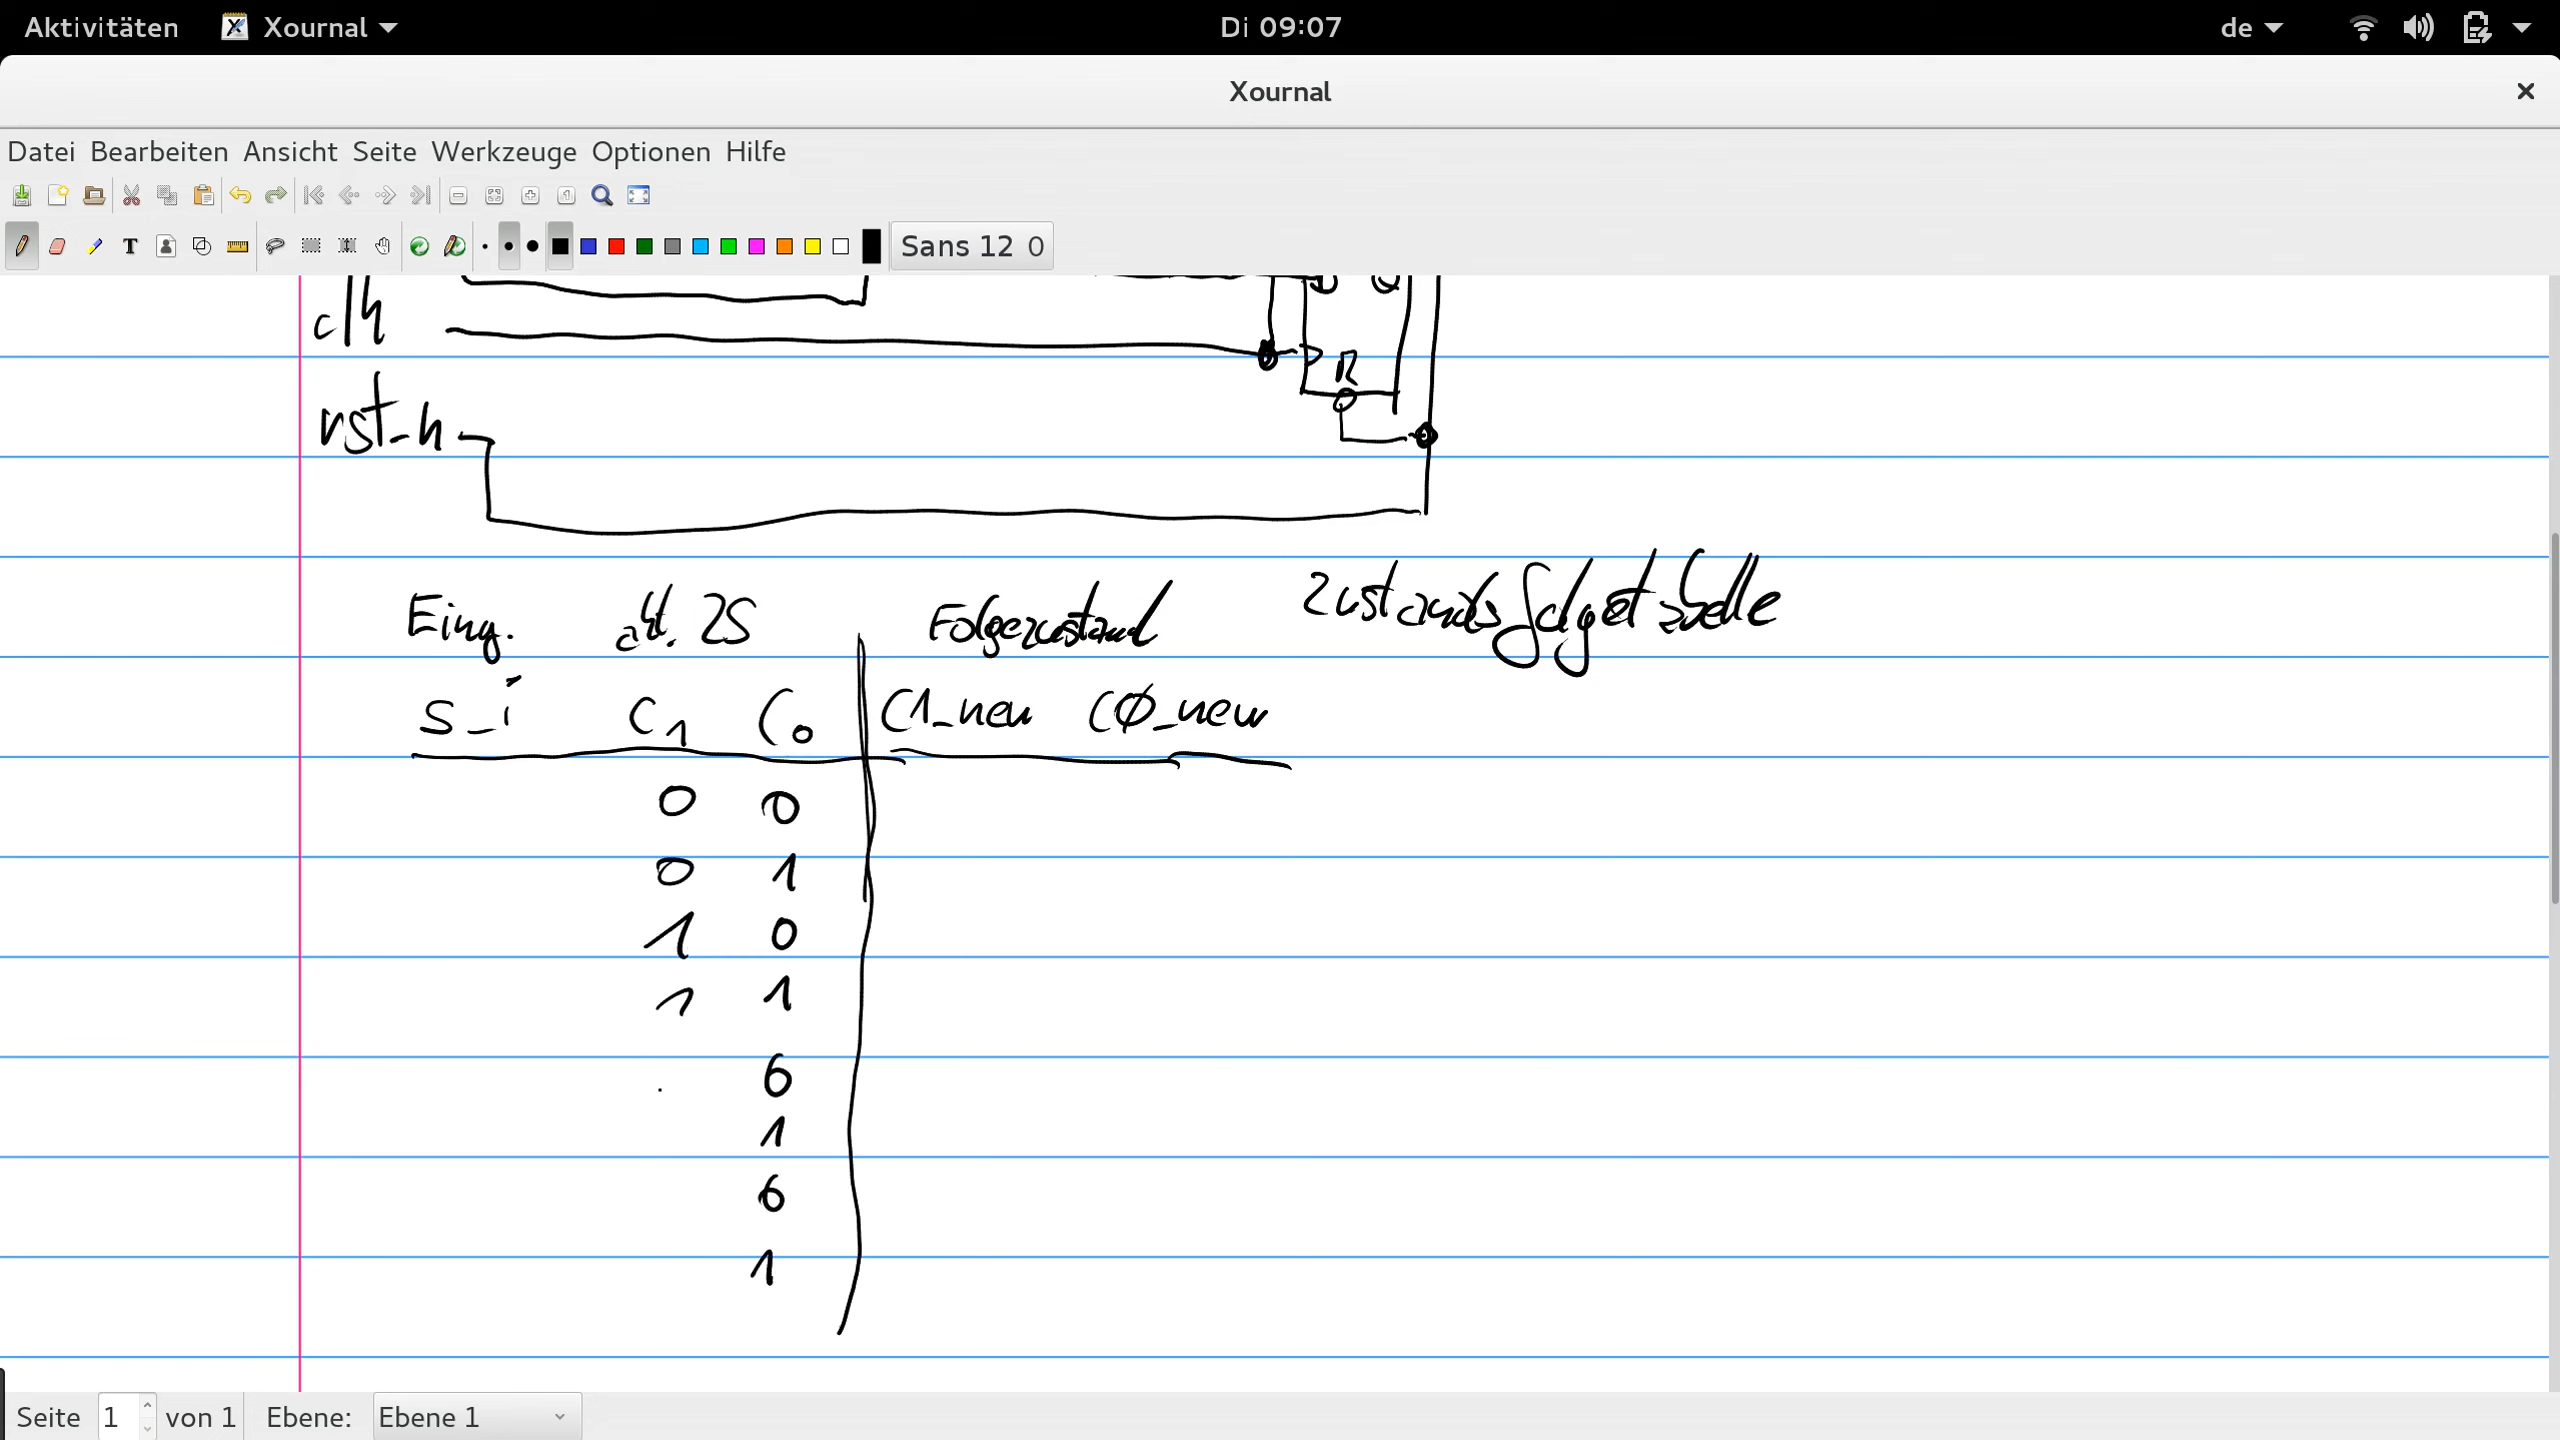 Aktivitäten Xournal Di 09:07 de
Xournal
Datei Bearbeiten Ansicht Seite Werkzeuge Optionen Hilfe
T Sans 12 0
D Q
clk
R
rst_n
Eing. akt. ZS Folgezustand Zustandsfolgetabelle
s_i C1 C0 C1_new C0_new
0 0
0 1
1 0
1 1
0
1
0
1
Seite 1 von 1 Ebene: Ebene 1